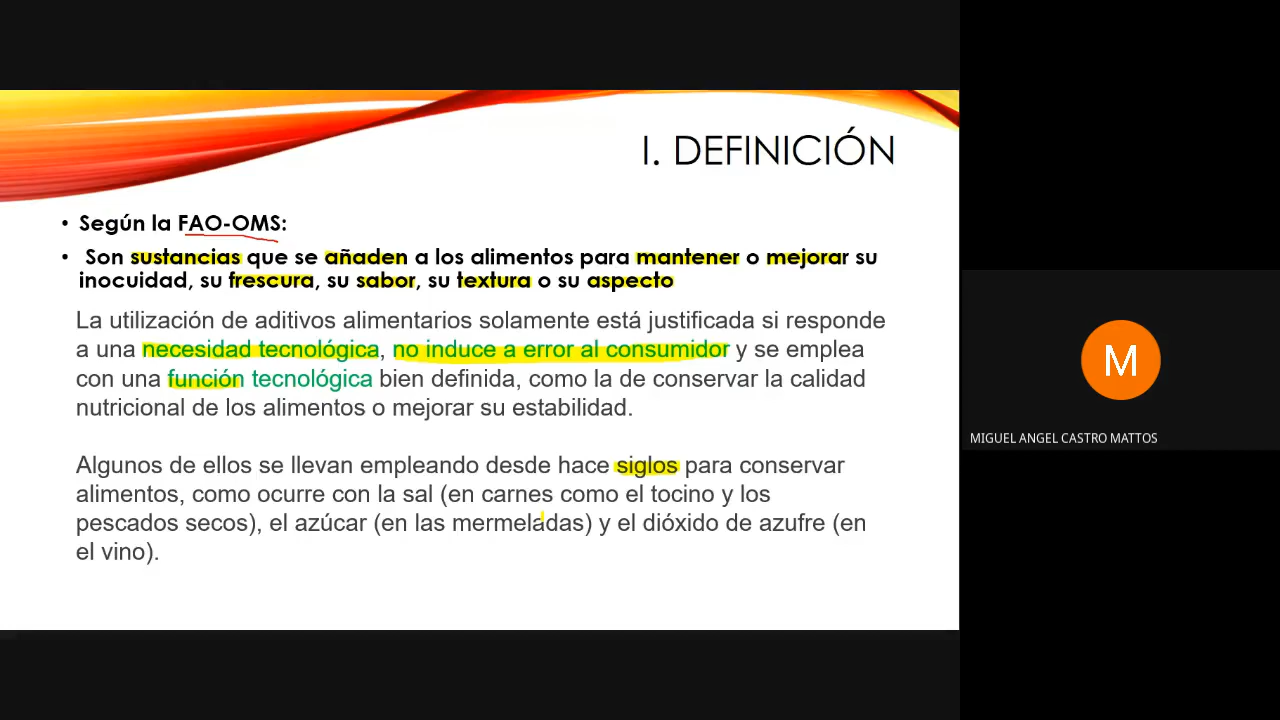 I. DEFINICIÓN
• Según la FAO-OMS:
• Son sustancias que se añaden a los alimentos para mantener o mejorar su
inocuidad, su frescura, su sabor, su textura o su aspecto
La utilización de aditivos alimentarios solamente está justificada si responde
a una necesidad tecnológica, no induce a error al consumidor y se emplea
con una función tecnológica bien definida, como la de conservar la calidad
nutricional de los alimentos o mejorar su estabilidad.
Algunos de ellos se llevan empleando desde hace siglos para conservar
alimentos, como ocurre con la sal (en carnes como el tocino y los
pescados secos), el azúcar (en las mermeladas) y el dióxido de azufre (en
el vino).
M
MIGUEL ANGEL CASTRO MATTOS